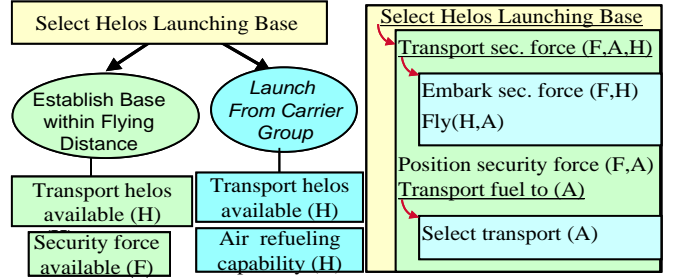 Select Helos Launching Base
Establish Base
within Flying
Distance
Launch
From Carrier
Group
Transport helos
available (H)
Security force
available (F)
Transport helos
available (H)
Air refueling
capability (H)
Select Helos Launching Base
Transport sec. force (F,A,H)
Embark sec. force (F,H)
Fly(H,A)
Position security force (F,A)
Transport fuel to (A)
Select transport (A)